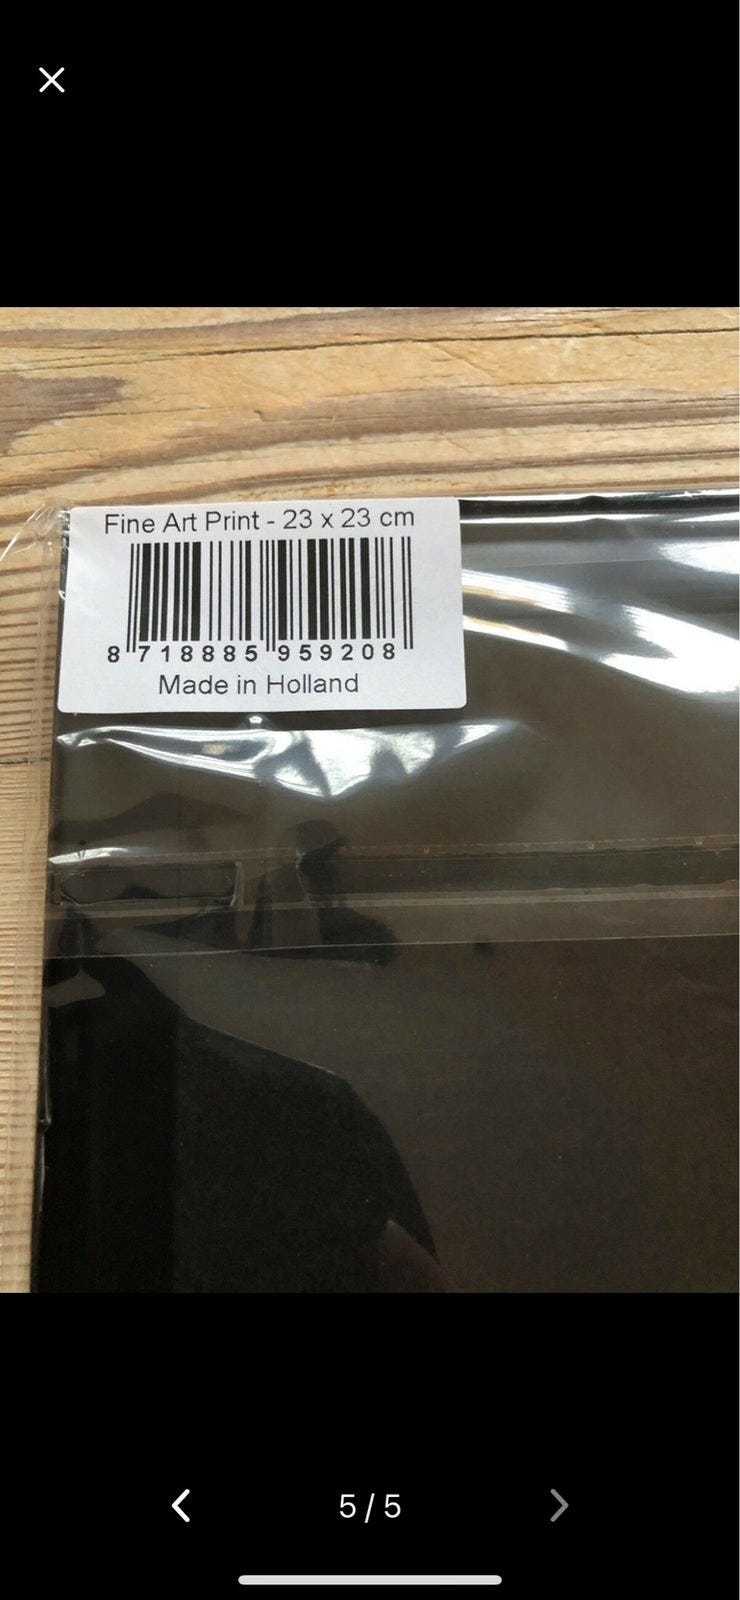 Fine Art Print - 23 x 23 cm
8 718885 959208
Made in Holland
5 / 5